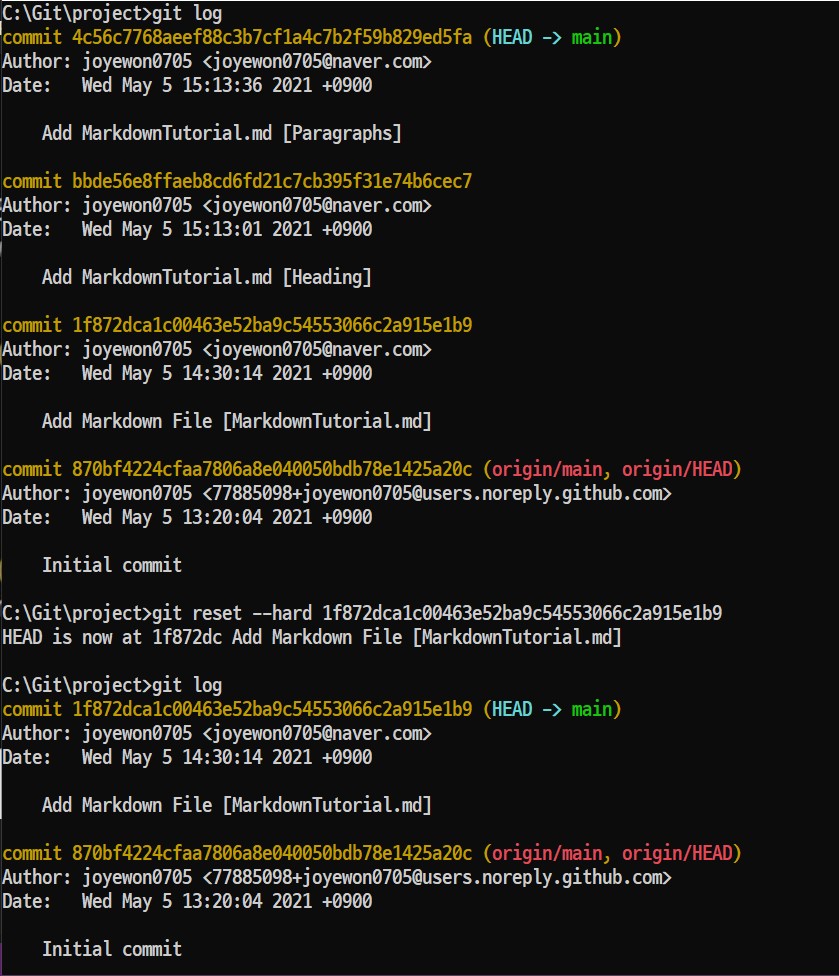 C:\Git\project>git log
commit 4c56c7768aeef88c3b7cf1a4c7b2f59b829ed5fa (HEAD -> main)
Author: joyewon0705 <joyewon0705@naver.com>
Date:   Wed May 5 15:13:36 2021 +0900
    Add MarkdownTutorial.md [Paragraphs]
commit bbde56e8ffaeb8cd6fd21c7cb395f31e74b6cec7
Author: joyewon0705 <joyewon0705@naver.com>
Date:   Wed May 5 15:13:01 2021 +0900
    Add MarkdownTutorial.md [Heading]
commit 1f872dca1c00463e52ba9c54553066c2a915e1b9
Author: joyewon0705 <joyewon0705@naver.com>
Date:   Wed May 5 14:30:14 2021 +0900
    Add Markdown File [MarkdownTutorial.md]
commit 870bf4224cfaa7806a8e040050bdb78e1425a20c (origin/main, origin/HEAD)
Author: joyewon0705 <77885098+joyewon0705@users.noreply.github.com>
Date:   Wed May 5 13:20:04 2021 +0900
    Initial commit
C:\Git\project>git reset --hard 1f872dca1c00463e52ba9c54553066c2a915e1b9
HEAD is now at 1f872dc Add Markdown File [MarkdownTutorial.md]
C:\Git\project>git log
commit 1f872dca1c00463e52ba9c54553066c2a915e1b9 (HEAD -> main)
Author: joyewon0705 <joyewon0705@naver.com>
Date:   Wed May 5 14:30:14 2021 +0900
    Add Markdown File [MarkdownTutorial.md]
commit 870bf4224cfaa7806a8e040050bdb78e1425a20c (origin/main, origin/HEAD)
Author: joyewon0705 <77885098+joyewon0705@users.noreply.github.com>
Date:   Wed May 5 13:20:04 2021 +0900
    Initial commit